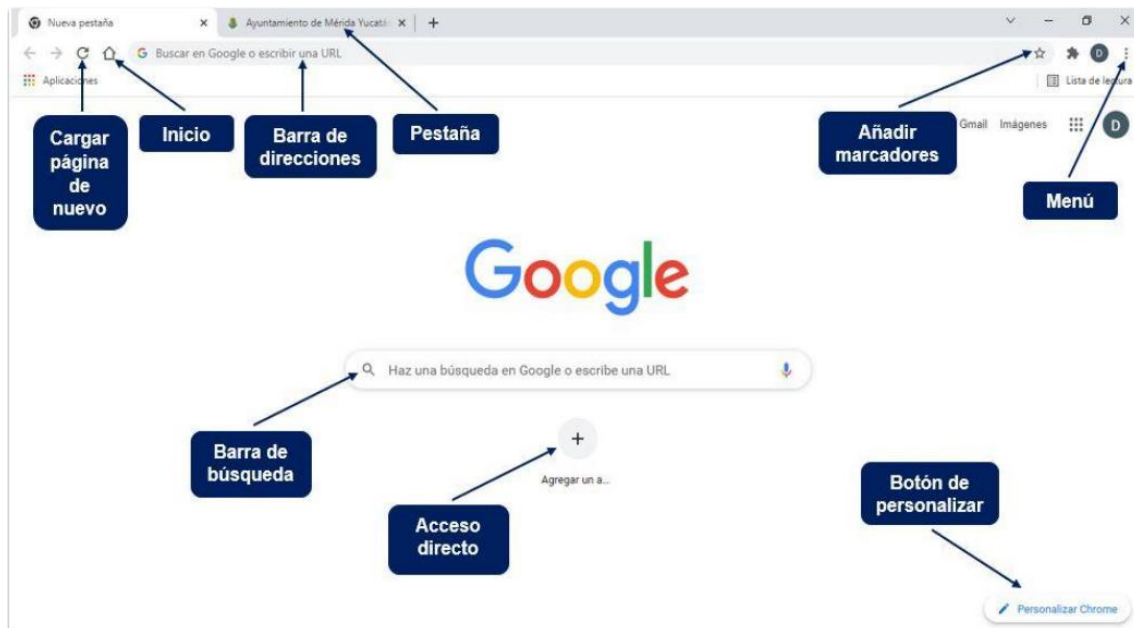 Nueva pestaña
Ayuntamiento de Mérida Yucatá
Buscar en Google o escribir una URL
Aplicaciones
Lista de lectura
Cargar
página
de
nuevo
Inicio
Barra de
direcciones
Pestaña
Añadir
marcadores
Gmail Imágenes
D
D
Menú
Google
Haz una búsqueda en Google o escribe una URL
Barra de
búsqueda
Agregar un a...
Acceso
directo
Botón de
personalizar
Personalizar Chrome